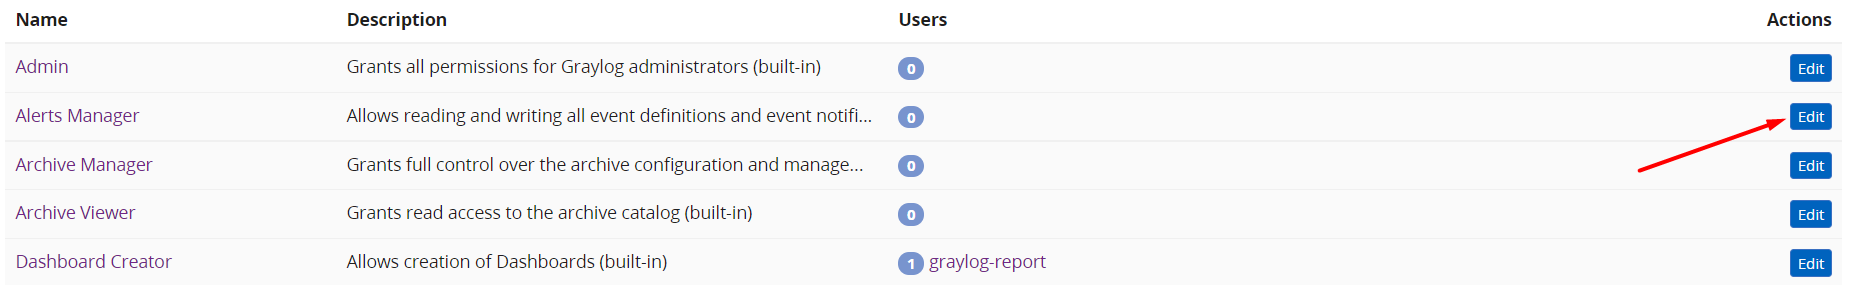 Name Description Users Actions
Admin Grants all permissions for Graylog administrators (built-in) 0 Edit
Alerts Manager Allows reading and writing all event definitions and event notifi... 0 Edit
Archive Manager Grants full control over the archive configuration and manage... 0 Edit
Archive Viewer Grants read access to the archive catalog (built-in) 0 Edit
Dashboard Creator Allows creation of Dashboards (built-in) 1 graylog-report Edit